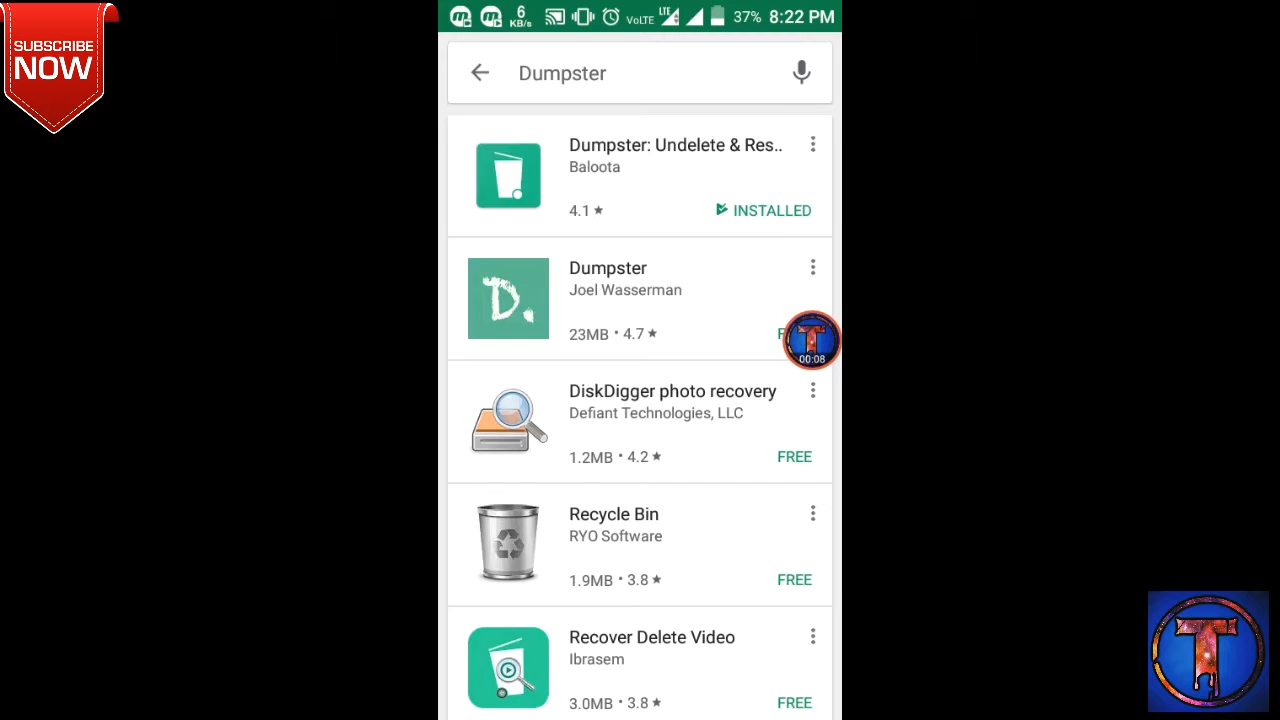 SUBSCRIBE
NOW
6
KB/s
VoLTE
LTE
37%
8:22 PM
Dumpster
Dumpster: Undelete & Res..
Baloota
4.1 ★
INSTALLED
D.
Dumpster
Joel Wasserman
23MB · 4.7 ★
F
T
00:08
DiskDigger photo recovery
Defiant Technologies, LLC
1.2MB · 4.2 ★
FREE
Recycle Bin
RYO Software
1.9MB · 3.8 ★
FREE
Recover Delete Video
Ibrasem
3.0MB · 3.8 ★
FREE
T